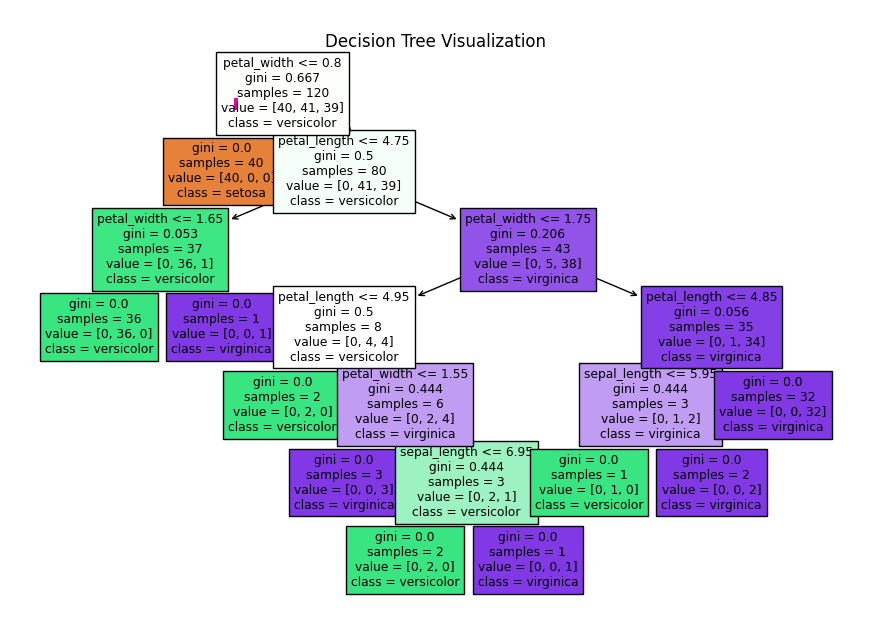 Decision Tree Visualization
petal_width <= 0.8
gini = 0.667
samples = 120
value = [40, 41, 39]
class = versicolor
gini = 0.0
samples = 40
value = [40, 0, 0]
class = setosa
petal_length <= 4.75
gini = 0.5
samples = 80
value = [0, 41, 39]
class = versicolor
petal_width <= 1.65
gini = 0.053
samples = 37
value = [0, 36, 1]
class = versicolor
petal_width <= 1.75
gini = 0.206
samples = 43
value = [0, 5, 38]
class = virginica
gini = 0.0
samples = 36
value = [0, 36, 0]
class = versicolor
gini = 0.0
samples = 1
value = [0, 0, 1]
class = virginica
petal_length <= 4.95
gini = 0.5
samples = 8
value = [0, 4, 4]
class = versicolor
petal_length <= 4.85
gini = 0.056
samples = 35
value = [0, 1, 34]
class = virginica
gini = 0.0
samples = 2
value = [0, 2, 0]
class = versicolor
petal_width <= 1.55
gini = 0.444
samples = 6
value = [0, 2, 4]
class = virginica
sepal_length <= 5.95
gini = 0.444
samples = 3
value = [0, 1, 2]
class = virginica
gini = 0.0
samples = 32
value = [0, 0, 32]
class = virginica
gini = 0.0
samples = 3
value = [0, 0, 3]
class = virginica
sepal_length <= 6.95
gini = 0.444
samples = 3
value = [0, 2, 1]
class = versicolor
gini = 0.0
samples = 1
value = [0, 1, 0]
class = versicolor
gini = 0.0
samples = 2
value = [0, 0, 2]
class = virginica
gini = 0.0
samples = 2
value = [0, 2, 0]
class = versicolor
gini = 0.0
samples = 1
value = [0, 0, 1]
class = virginica